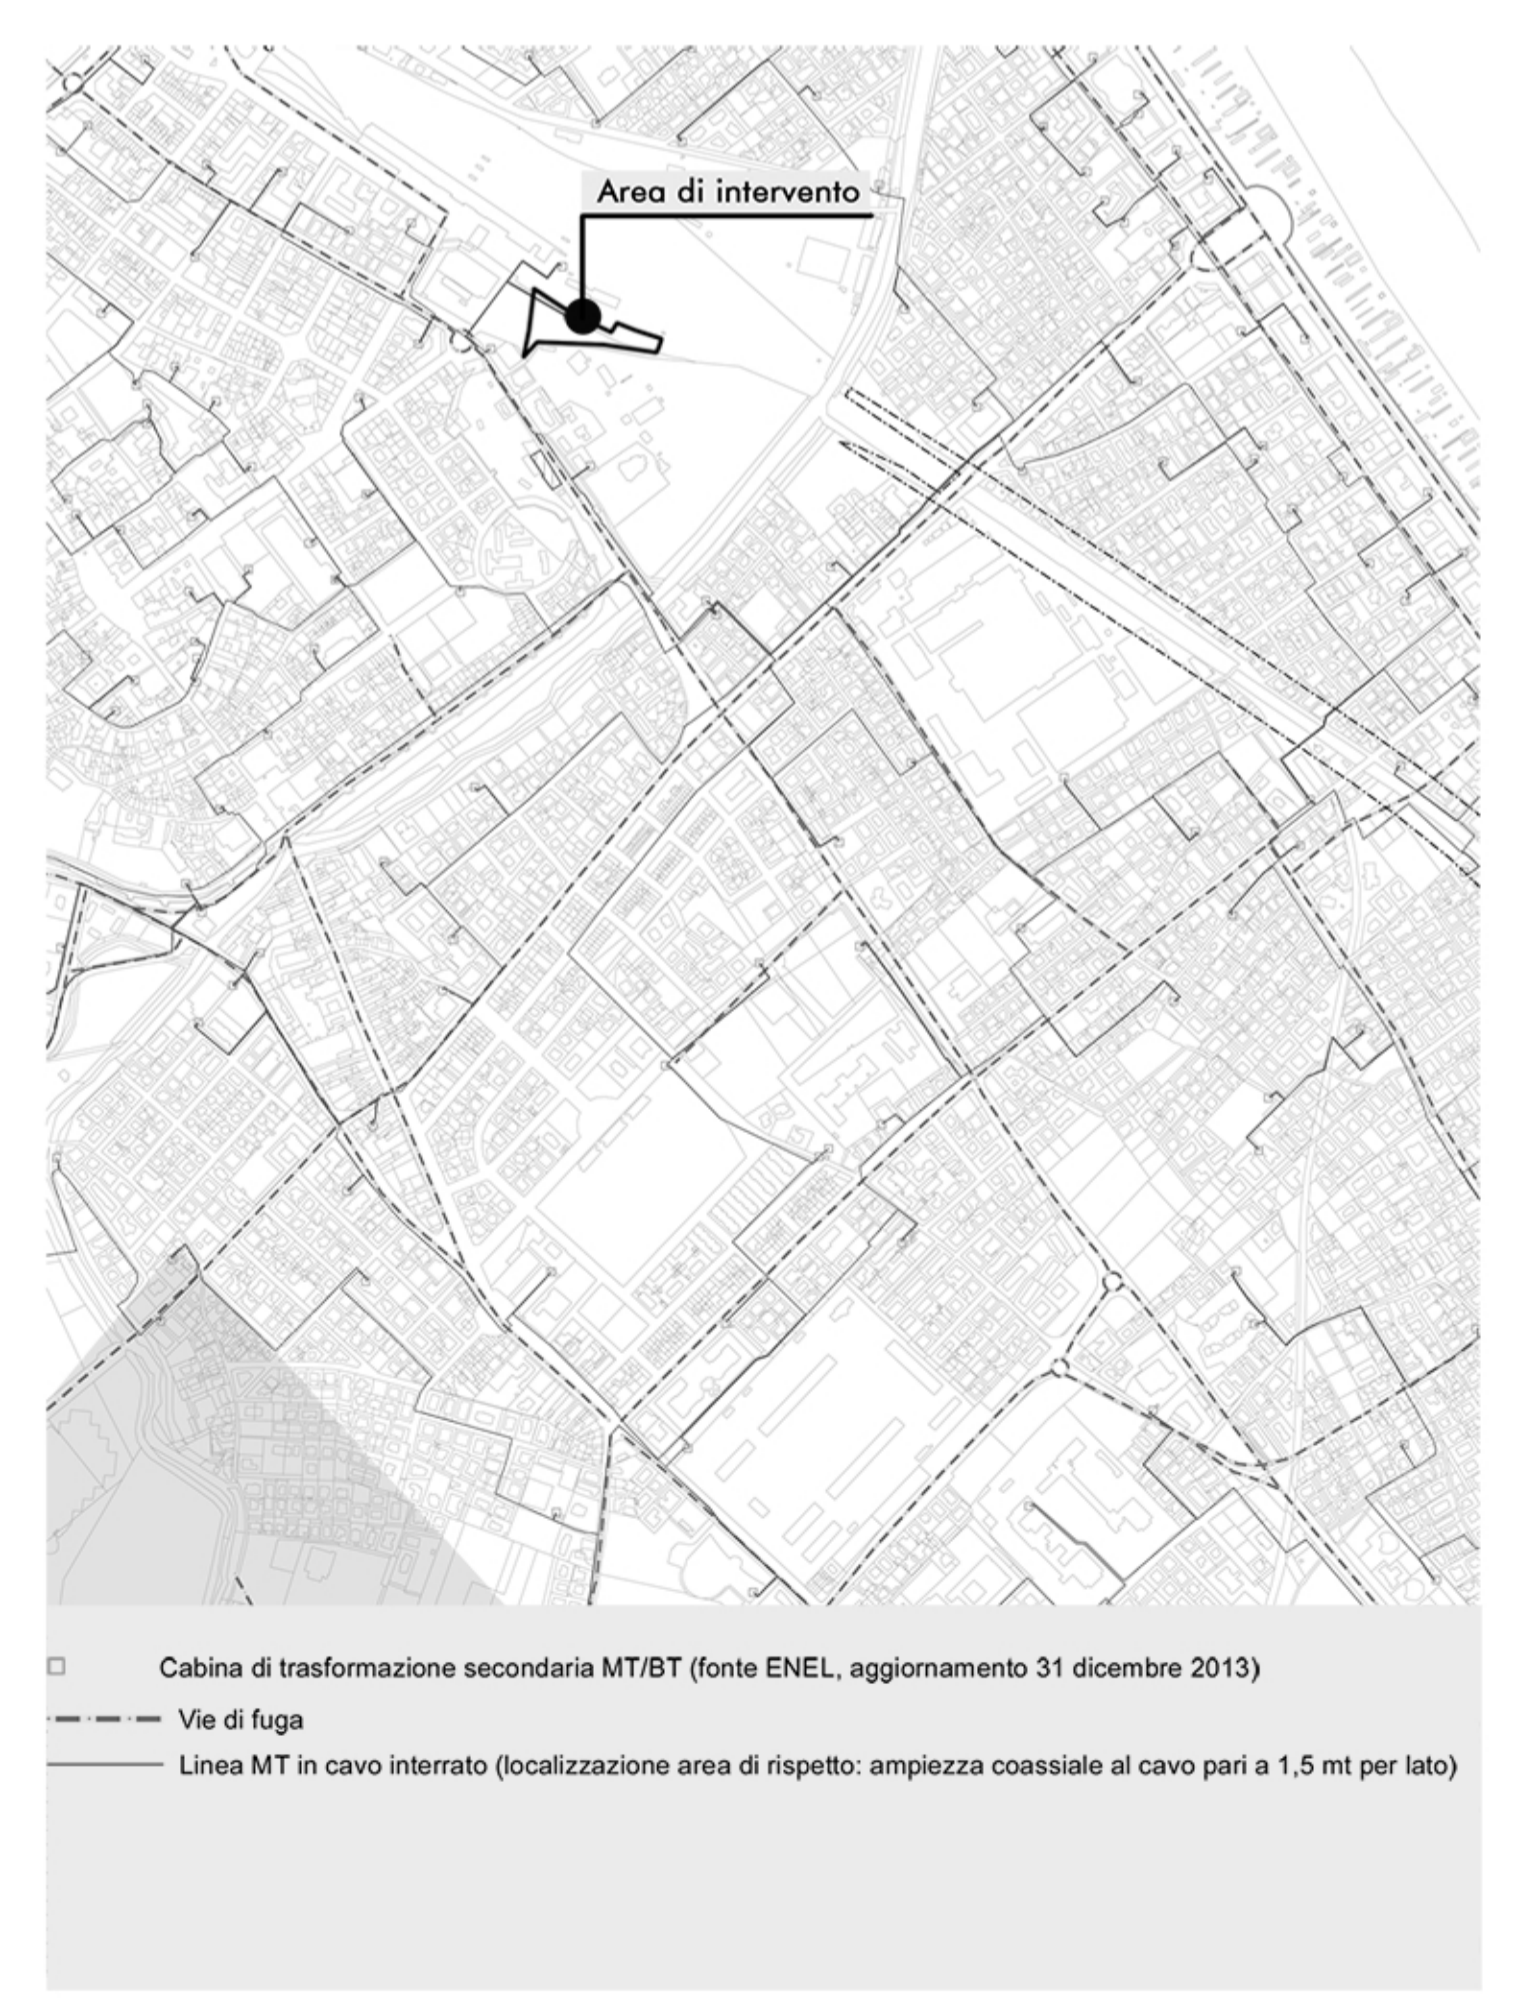 Area di intervento
Cabina di trasformazione secondaria MT/BT (fonte ENEL, aggiornamento 31 dicembre 2013)
Vie di fuga
Linea MT in cavo interrato (localizzazione area di rispetto: ampiezza coassiale al cavo pari a 1,5 mt per lato)